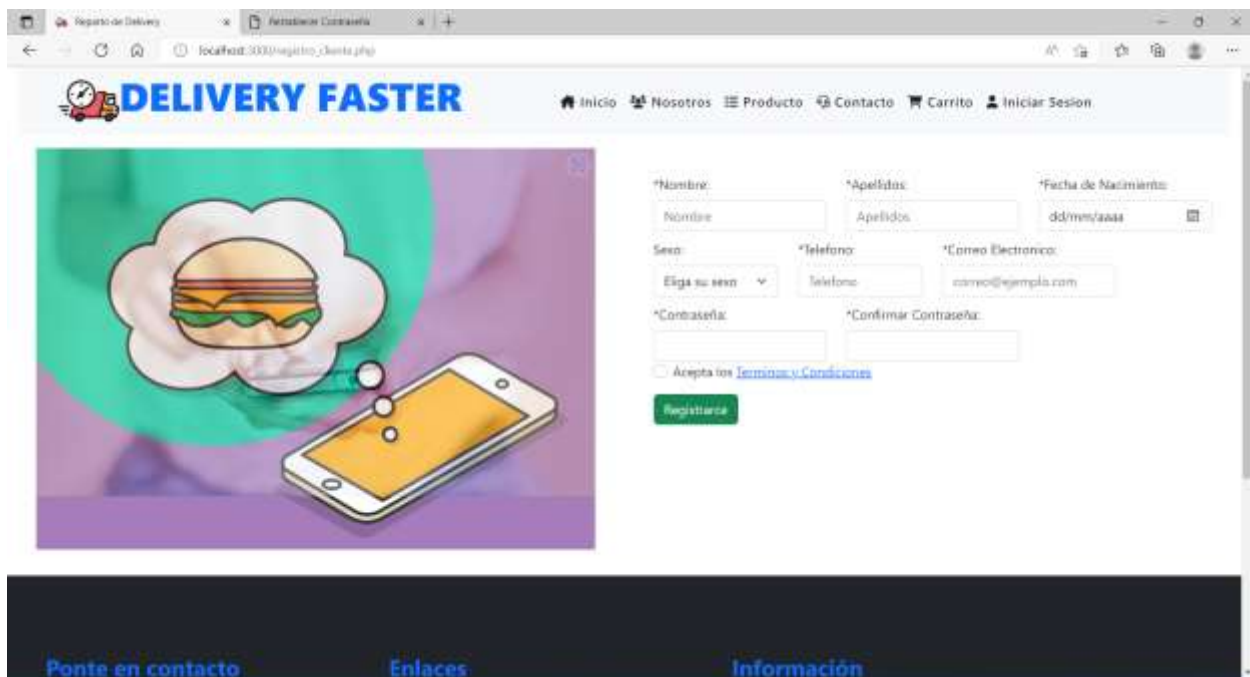 Reparto de Delivery
Restablecer Contraseña
localhost:3000/registro_cliente.php
DELIVERY FASTER
Inicio Nosotros Producto Contacto Carrito Iniciar Sesion
*Nombre: *Apellidos: *Fecha de Nacimiento:
Nombre Apellidos dd/mm/aaaa
Sexo: *Telefono: *Correo Electronico:
Eliga su sexo Telefono correo@ejemplo.com
*Contraseña: *Confirmar Contraseña:
Acepta los Terminos y Condiciones
Registrarce
Ponte en contacto Enlaces Información